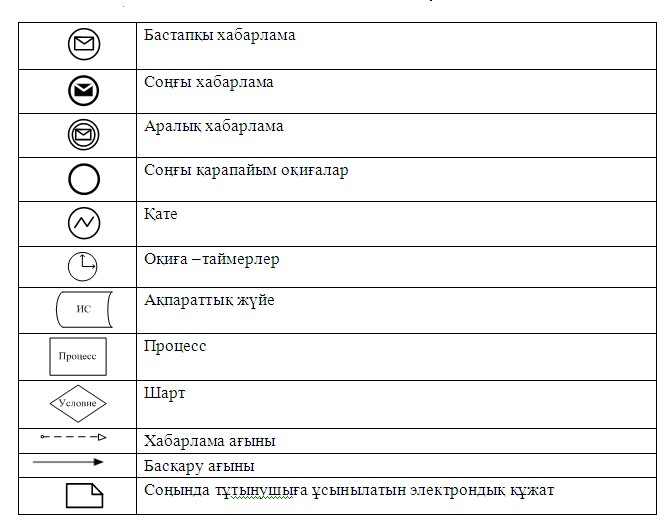 Бастапқы хабарлама
Соңғы хабарлама
Аралық хабарлама
Соңғы қарапайым оқиғалар
Қате
Оқиға –таймерлер
ИС
Ақпараттық жүйе
Процесс
Процесс
Условие
Шарт
Хабарлама ағыны
Басқару ағыны
Соңында тұтынушыға ұсынылатын электрондық құжат